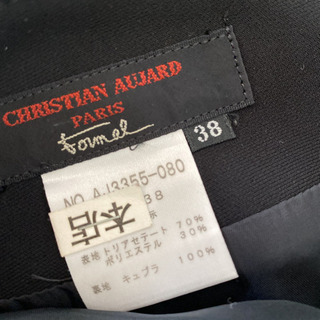 CHRISTIAN AUJARD
PARIS
formel
38
NO.AJ3355-080
38
本店
表地 トリアセテート 70%
ポリエステル 30%
裏地 キュプラ 100%